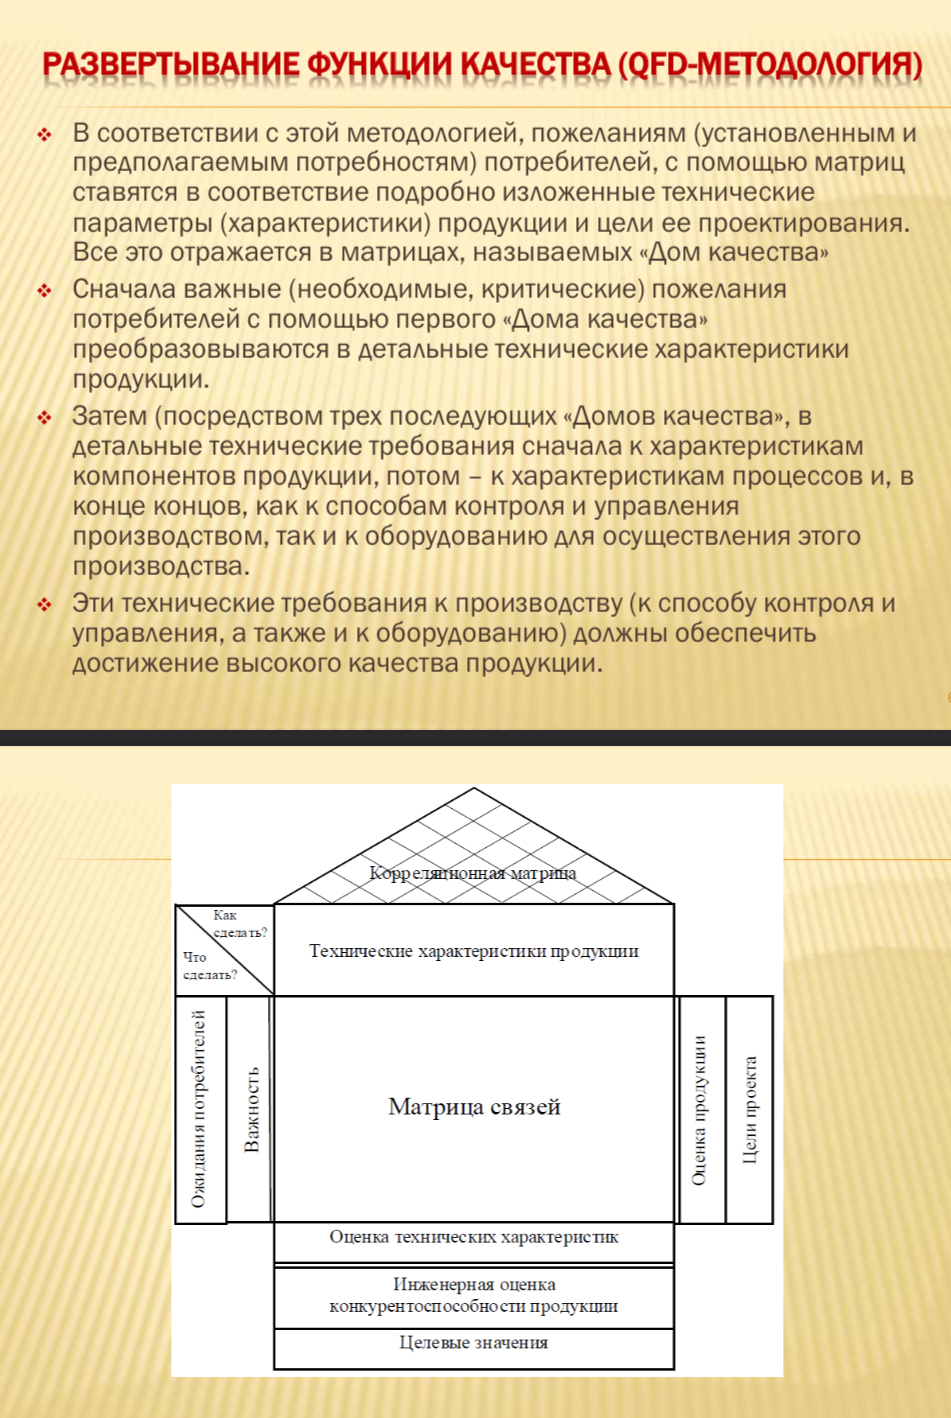 РАЗВЕРТЫВАНИЕ ФУНКЦИИ КАЧЕСТВА (QFD-МЕТОДОЛОГИЯ)
В соответствии с этой методологией, пожеланиям (установленным и
предполагаемым потребностям) потребителей, с помощью матриц
ставятся в соответствие подробно изложенные технические
параметры (характеристики) продукции и цели ее проектирования.
Все это отражается в матрицах, называемых «Дом качества»
Сначала важные (необходимые, критические) пожелания
потребителей с помощью первого «Дома качества»
преобразовываются в детальные технические характеристики
продукции.
Затем (посредством трех последующих «Домов качества», в
детальные технические требования сначала к характеристикам
компонентов продукции, потом – к характеристикам процессов и, в
конце концов, как к способам контроля и управления
производством, так и к оборудованию для осуществления этого
производства.
Эти технические требования к производству (к способу контроля и
управления, а также и к оборудованию) должны обеспечить
достижение высокого качества продукции.
Корреляционная матрица
Как
сделать?
Что
сделать?
Технические характеристики продукции
Ожидания потребителей
Важность
Матрица связей
Оценка продукции
Цели проекта
Оценка технических характеристик
Инженерная оценка
конкурентоспособности продукции
Целевые значения